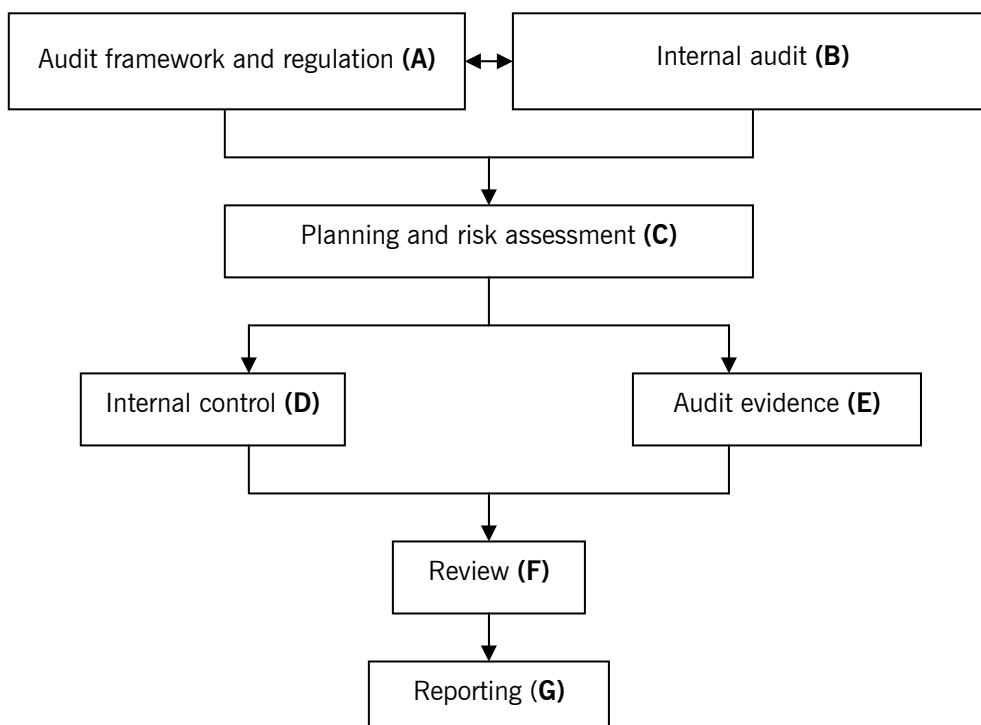 Audit framework and regulation (A)
Internal audit (B)
Planning and risk assessment (C)
Internal control (D)
Audit evidence (E)
Review (F)
Reporting (G)